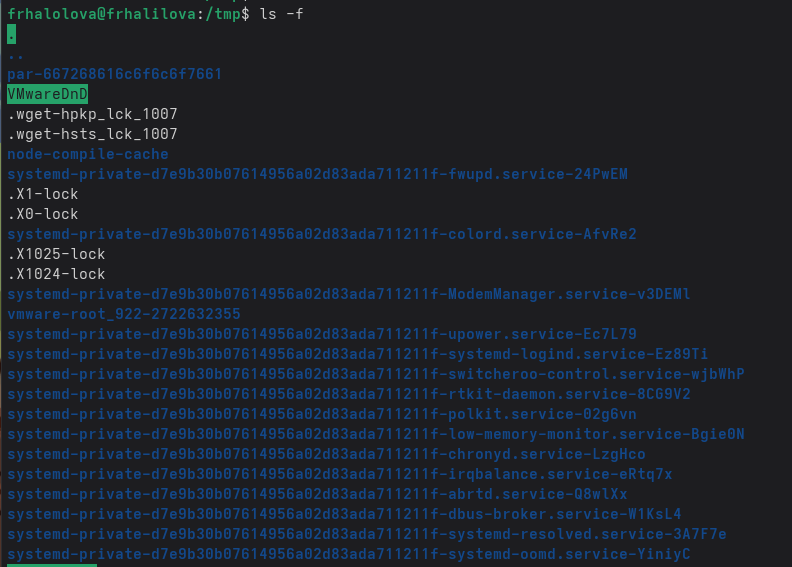 frhalolova@frhalilova:/tmp$ ls -f
.
..
par-667268616c6f6c6f7661
VMwareDnD
.wget-hpkp_lck_1007
.wget-hsts_lck_1007
node-compile-cache
systemd-private-d7e9b30b07614956a02d83ada711211f-fwupd.service-24PwEM
.X1-lock
.X0-lock
systemd-private-d7e9b30b07614956a02d83ada711211f-colord.service-AfvRe2
.X1025-lock
.X1024-lock
systemd-private-d7e9b30b07614956a02d83ada711211f-ModemManager.service-v3DEMl
vmware-root_922-2722632355
systemd-private-d7e9b30b07614956a02d83ada711211f-upower.service-Ec7L79
systemd-private-d7e9b30b07614956a02d83ada711211f-systemd-logind.service-Ez89Ti
systemd-private-d7e9b30b07614956a02d83ada711211f-switcheroo-control.service-wjbWhP
systemd-private-d7e9b30b07614956a02d83ada711211f-rtkit-daemon.service-8CG9V2
systemd-private-d7e9b30b07614956a02d83ada711211f-polkit.service-02g6vn
systemd-private-d7e9b30b07614956a02d83ada711211f-low-memory-monitor.service-Bgie0N
systemd-private-d7e9b30b07614956a02d83ada711211f-chronyd.service-LzgHco
systemd-private-d7e9b30b07614956a02d83ada711211f-irqbalance.service-eRtq7x
systemd-private-d7e9b30b07614956a02d83ada711211f-abrtd.service-Q8wlXx
systemd-private-d7e9b30b07614956a02d83ada711211f-dbus-broker.service-W1KsL4
systemd-private-d7e9b30b07614956a02d83ada711211f-systemd-resolved.service-3A7F7e
systemd-private-d7e9b30b07614956a02d83ada711211f-systemd-oomd.service-YiniyC